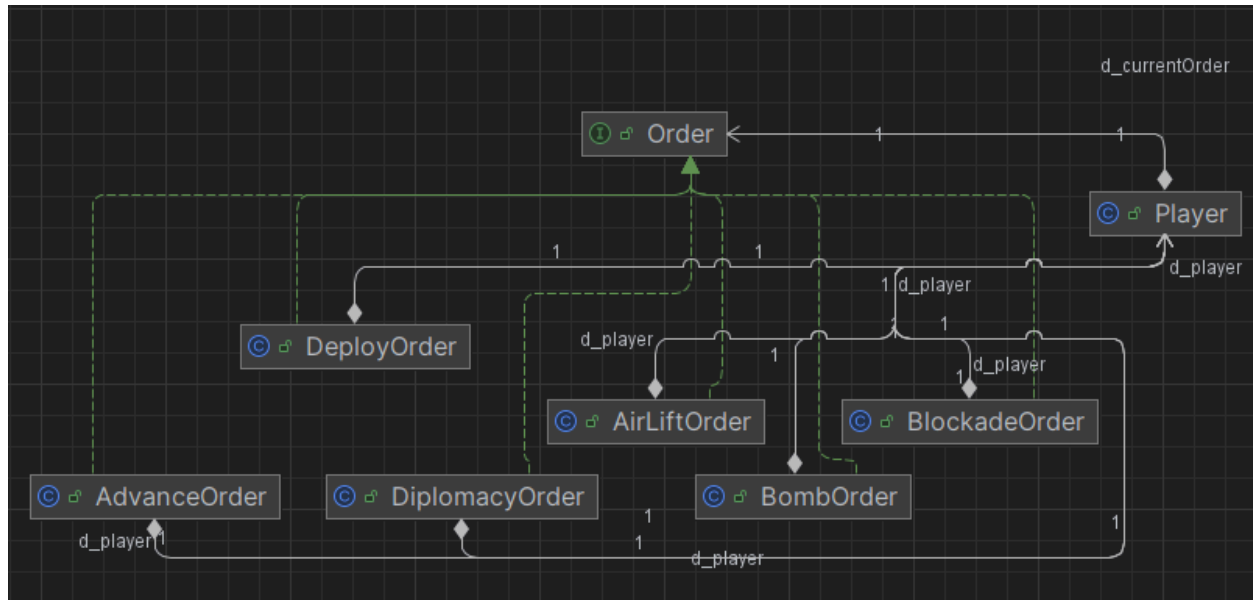 d_currentOrder
I Order
1
1
C Player
1
1
d_player
1
d_player
C DeployOrder
d_player
1
1
1
d_player
1
C AirLiftOrder
C BlockadeOrder
C AdvanceOrder
C DiplomacyOrder
C BombOrder
1
1
d_player
1
1
d_player